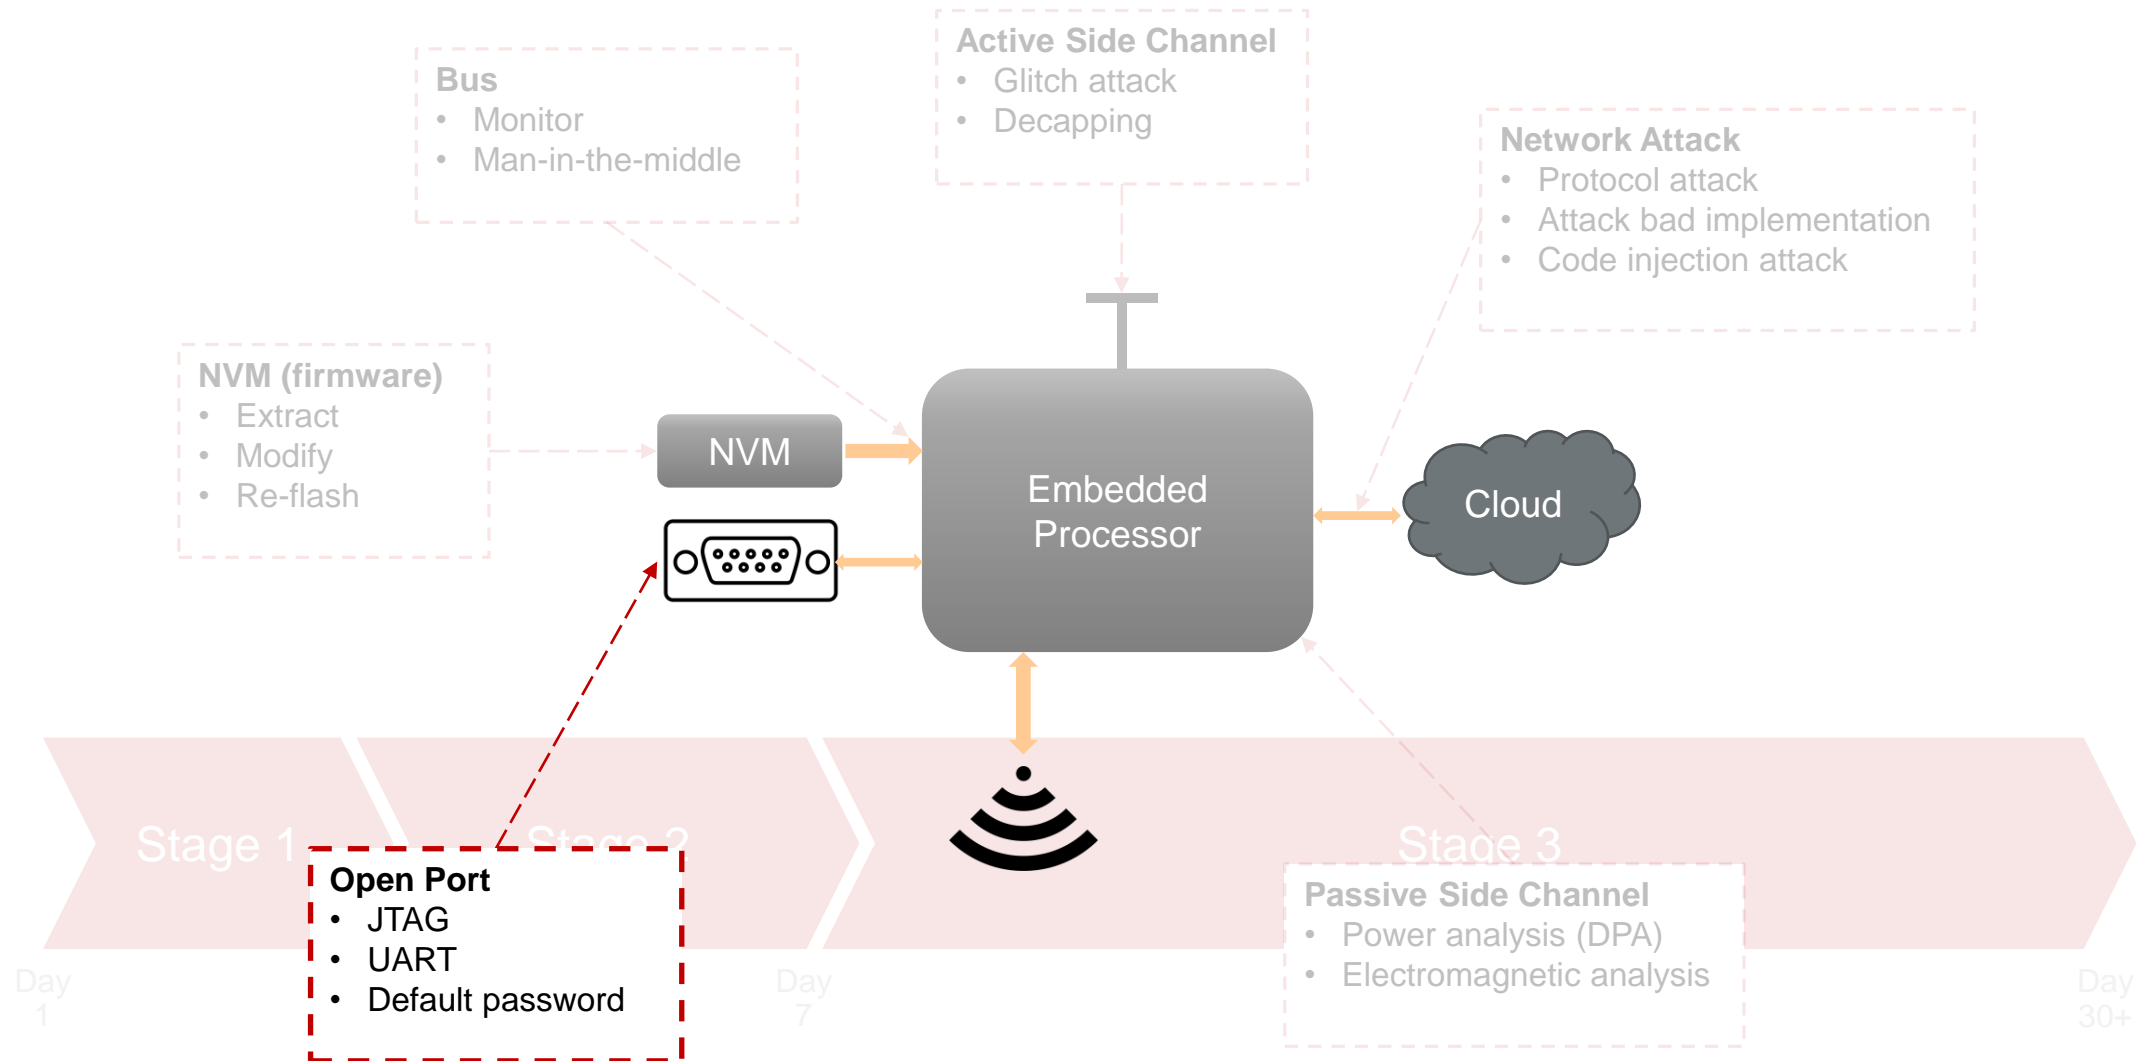 Active Side Channel
• Glitch attack
• Decapping
Bus
• Monitor
• Man-in-the-middle
Network Attack
• Protocol attack
• Attack bad implementation
• Code injection attack
NVM (firmware)
• Extract
• Modify
• Re-flash
NVM
Embedded
Processor
Cloud
Stage 1
Stage 2
Stage 3
Open Port
• JTAG
• UART
• Default password
Passive Side Channel
• Power analysis (DPA)
• Electromagnetic analysis
Day
1
Day
7
Day
30+